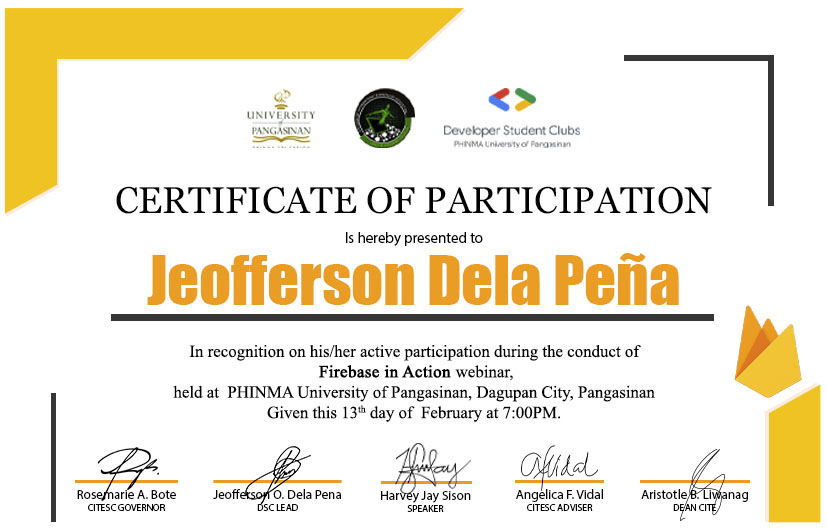 UNIVERSITY
of
PANGASINAN
PHINMA EDUCATION
Developer Student Clubs
PHINMA University of Pangasinan
CERTIFICATE OF PARTICIPATION
Is hereby presented to
Jeofferson Dela Peña
In recognition on his/her active participation during the conduct of
Firebase in Action webinar,
held at PHINMA University of Pangasinan, Dagupan City, Pangasinan
Given this 13th day of February at 7:00PM.
Rosemarie A. Bote
CITESC GOVERNOR
Jeofferson O. Dela Pena
DSC LEAD
Harvey Jay Sison
SPEAKER
Angelica F. Vidal
CITESC ADVISER
Aristotle B. Liwanag
DEAN CITE